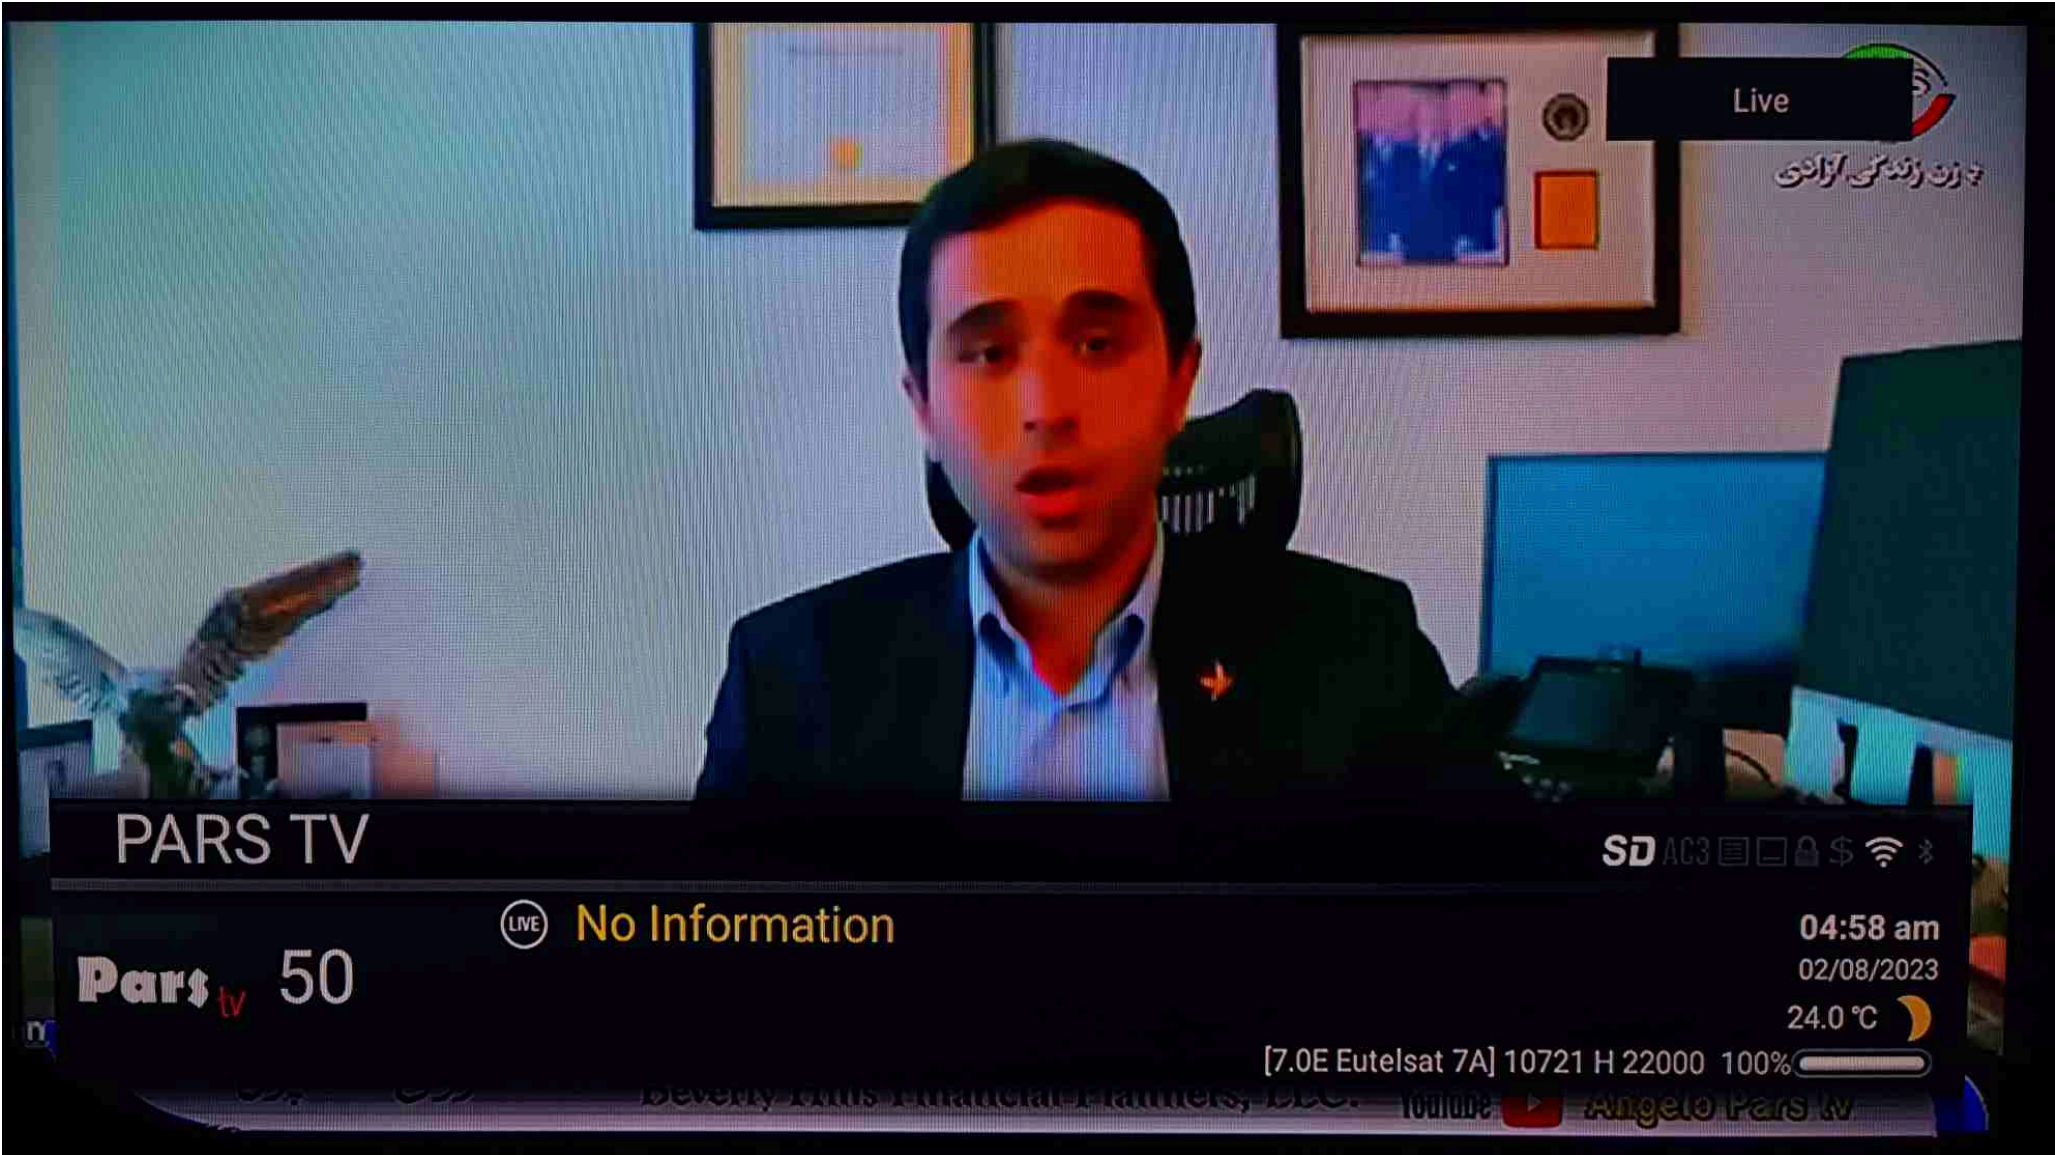 Live
زن زندگی آزادی
PARS TV
SD AC3 $
LIVE No Information
04:58 am
Pars tv 50
02/08/2023
24.0 °C
[7.0E Eutelsat 7A] 10721 H 22000 100%
Beverly Hills Financial Planners, LLC.
YouTube Angelo Pars tv